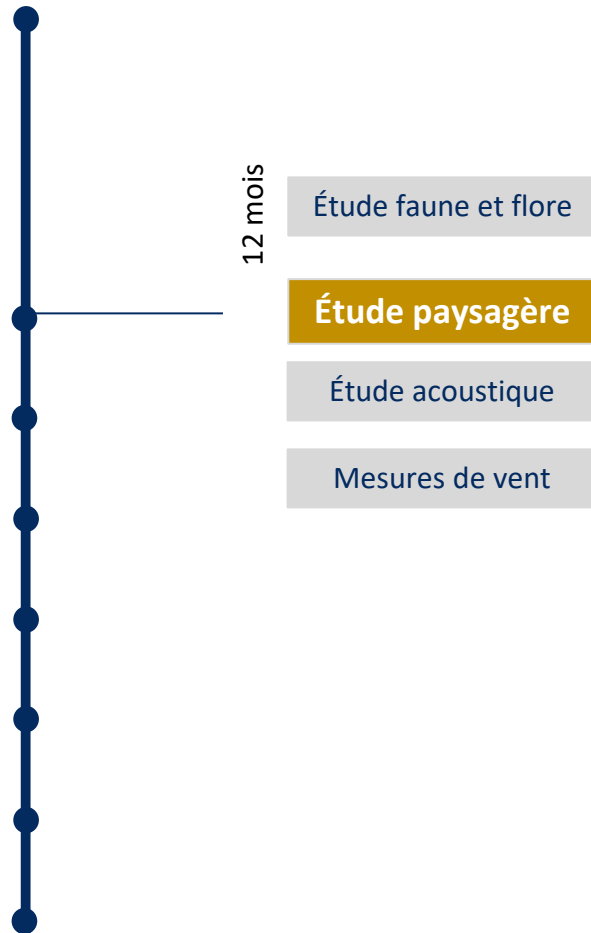 12 mois
Étude faune et flore
Étude paysagère
Étude acoustique
Mesures de vent